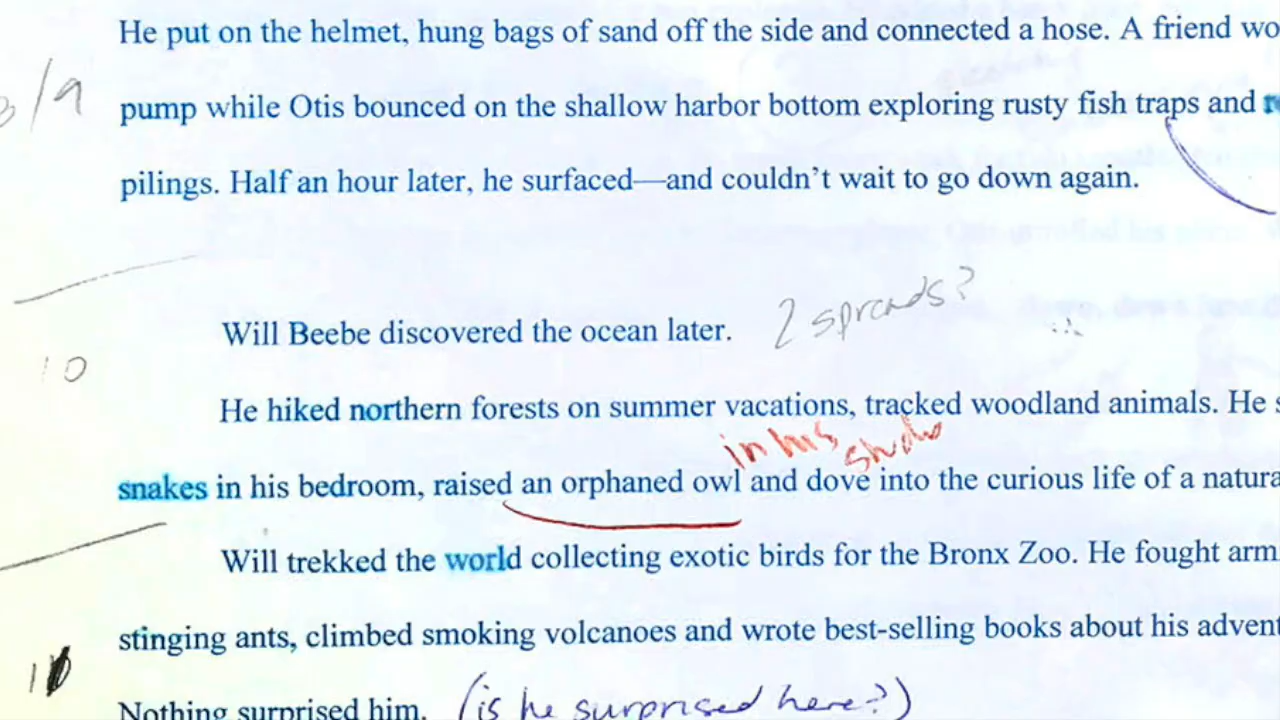 He put on the helmet, hung bags of sand off the side and connected a hose. A friend wo
/9
pump while Otis bounced on the shallow harbor bottom exploring rusty fish traps and
pilings. Half an hour later, he surfaced—and couldn't wait to go down again.
2 spreads?
Will Beebe discovered the ocean later.
10
He hiked northern forests on summer vacations, tracked woodland animals. He
in his
snakes in his bedroom, raised an orphaned owl and dove into the curious life of a natura
Will trekked the world collecting exotic birds for the Bronx Zoo. He fought arm
stinging ants, climbed smoking volcanoes and wrote best-selling books about his advent
11
Nothing surprised him. (is he surprised here?)